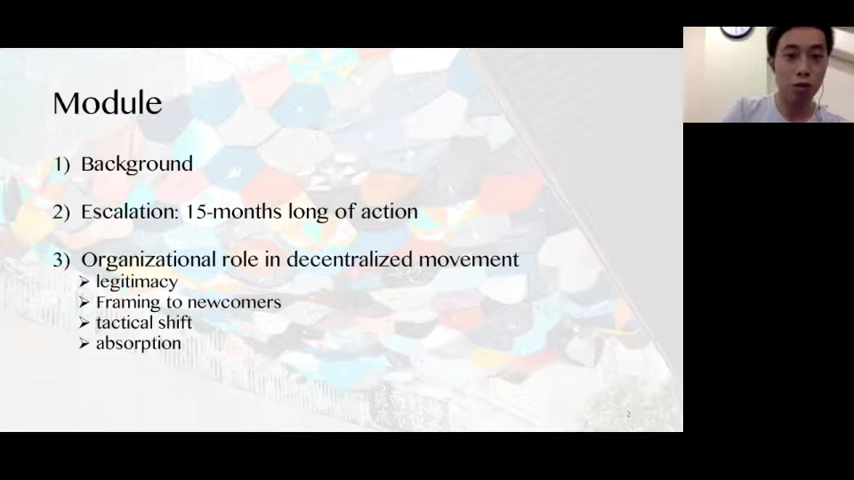 Module
1) Background
2) Escalation: 15-months long of action
3) Organizational role in decentralized movement
➢ legitimacy
➢ Framing to newcomers
➢ tactical shift
➢ absorption
2